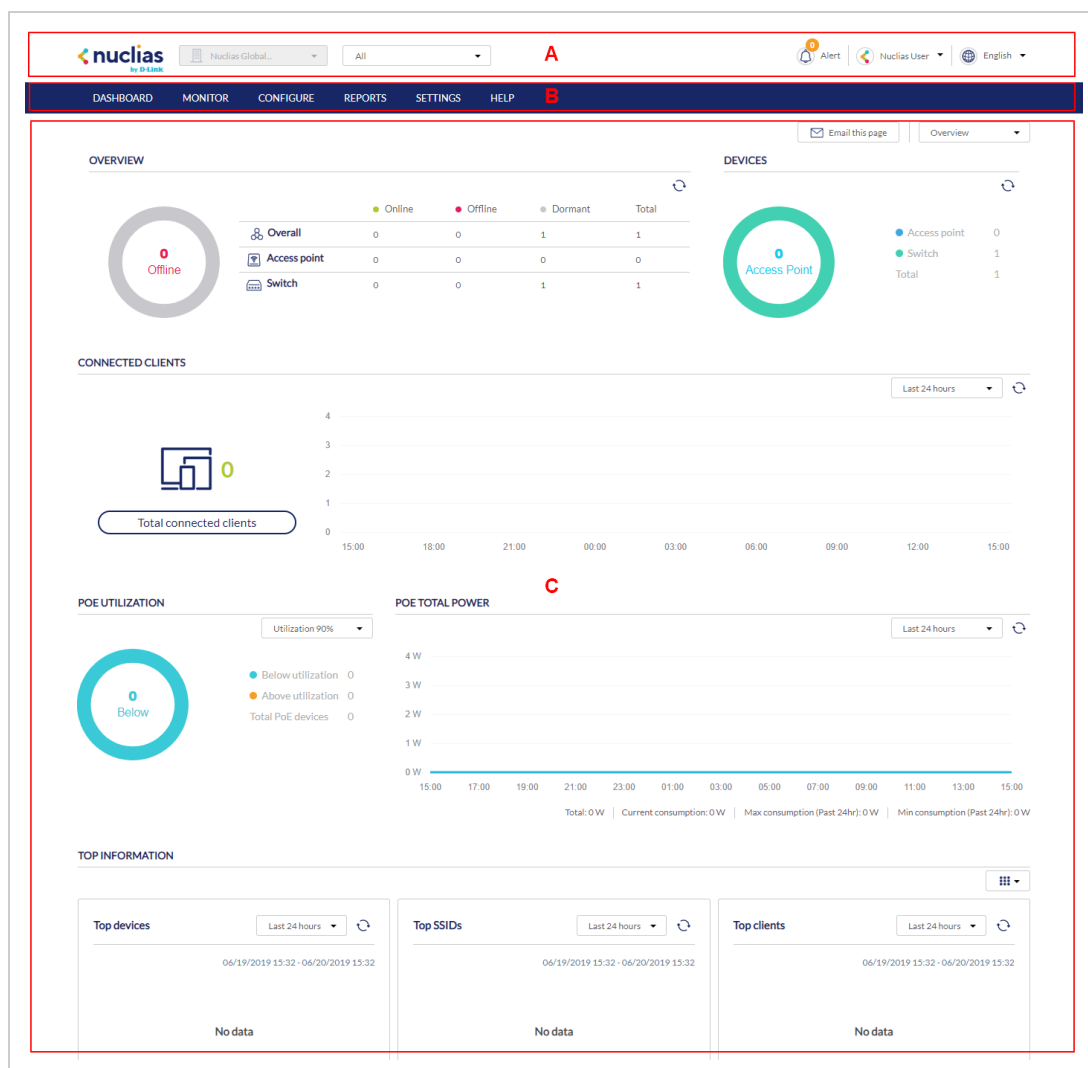 nuclias
by D-Link
Nuclias Global...
All
A
0
Alert
Nuclias User
English
DASHBOARD MONITOR CONFIGURE REPORTS SETTINGS HELP
B
Email this page
Overview
OVERVIEW
Online Offline Dormant Total
Overall 0 0 1 1
Access point 0 0 0 0
Switch 0 0 1 1
0
Offline
DEVICES
0
Access Point
Access point 0
Switch 1
Total 1
CONNECTED CLIENTS
Last 24 hours
0
Total connected clients
4
3
2
1
0
15:00 18:00 21:00 00:00 03:00 06:00 09:00 12:00 15:00
C
POE UTILIZATION
Utilization 90%
0
Below
Below utilization 0
Above utilization 0
Total PoE devices 0
POE TOTAL POWER
Last 24 hours
4 W
3 W
2 W
1 W
0 W
15:00 17:00 19:00 21:00 23:00 01:00 03:00 05:00 07:00 09:00 11:00 13:00 15:00
Total: 0 W Current consumption: 0 W Max consumption (Past 24hr): 0 W Min consumption (Past 24hr): 0 W
TOP INFORMATION
Top devices
Last 24 hours
06/19/2019 15:32 - 06/20/2019 15:32
No data
Top SSIDs
Last 24 hours
06/19/2019 15:32 - 06/20/2019 15:32
No data
Top clients
Last 24 hours
06/19/2019 15:32 - 06/20/2019 15:32
No data